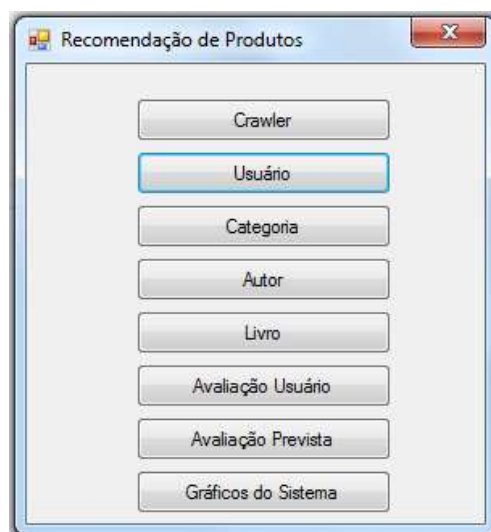 Recomendação de Produtos
Crawler
Usuário
Categoria
Autor
Livro
Avaliação Usuário
Avaliação Prevista
Gráficos do Sistema